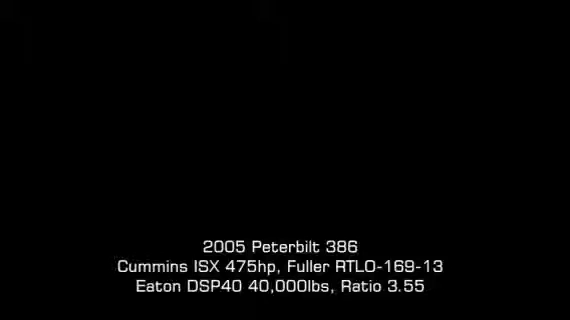 2005 Peterbilt 386
Cummins ISX 475hp, Fuller RTLO-169-13
Eaton DSP40 40,000lbs, Ratio 3.55